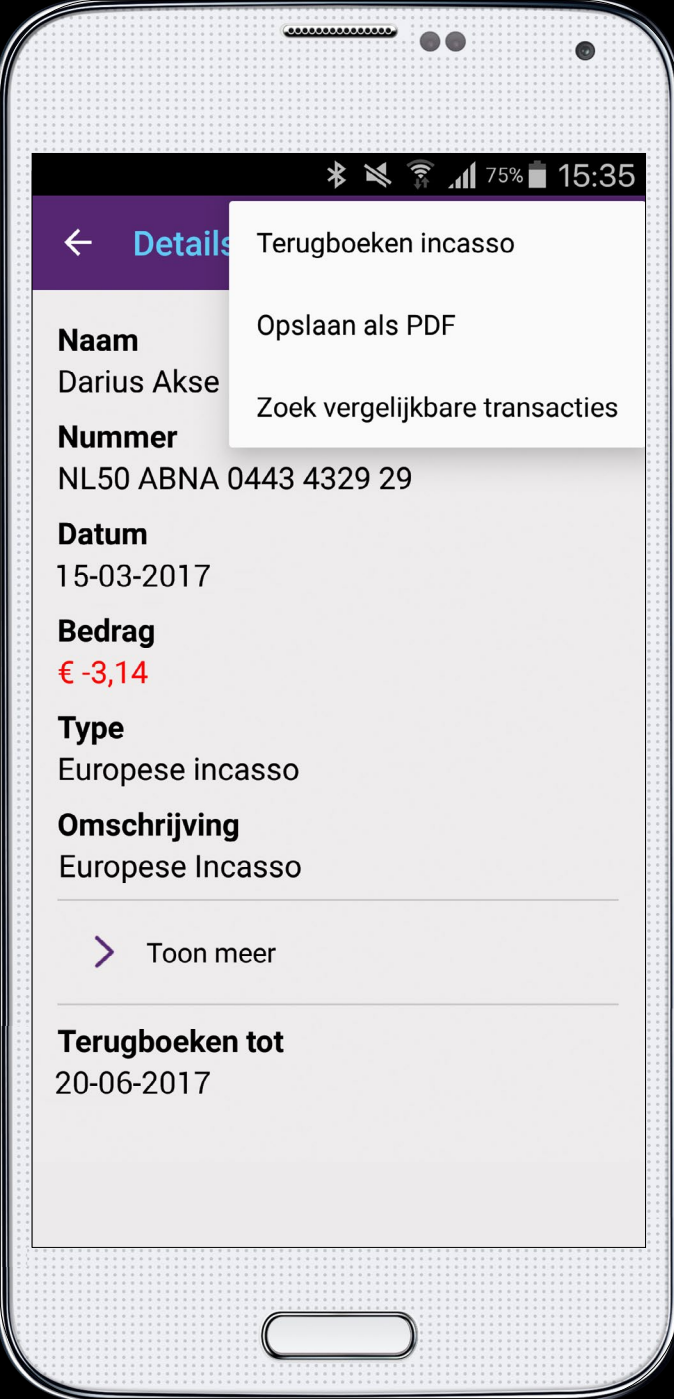 75% 15:35
Details
Terugboeken incasso
Opslaan als PDF
Zoek vergelijkbare transacties
Naam
Darius Akse
Nummer
NL50 ABNA 0443 4329 29
Datum
15-03-2017
Bedrag
€ -3,14
Type
Europese incasso
Omschrijving
Europese Incasso
Toon meer
Terugboeken tot
20-06-2017